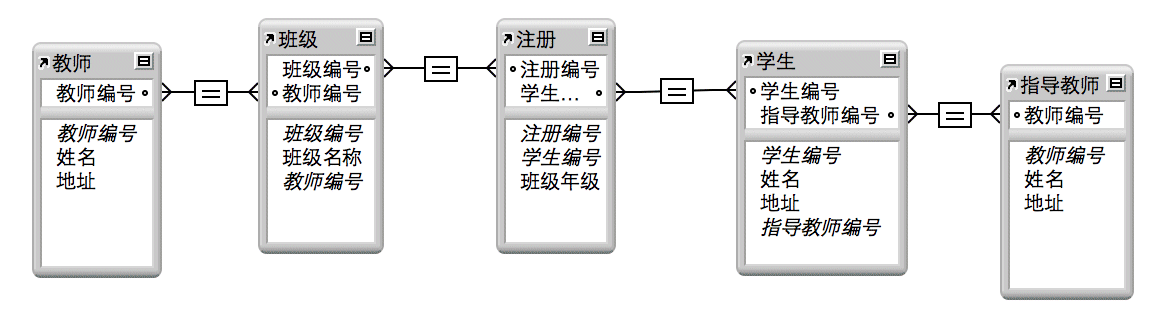 教师
教师编号
教师编号
姓名
地址
班级
班级编号
教师编号
班级编号
班级名称
教师编号
注册
注册编号
学生...
注册编号
学生编号
班级年级
学生
学生编号
指导教师编号
学生编号
姓名
地址
指导教师编号
指导教师
教师编号
教师编号
姓名
地址